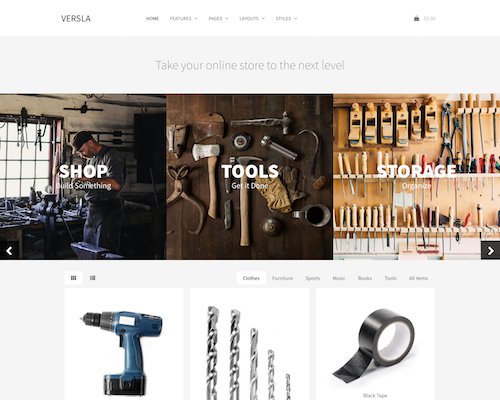 VERSLA
HOME FEATURES PAGES LAYOUTS STYLES £0.00
Take your online store to the next level
SHOP
Build Something
TOOLS
Get it Done
STORAGE
Organize
Clothes Furniture Sports Music Books Tools All items
Black Tape